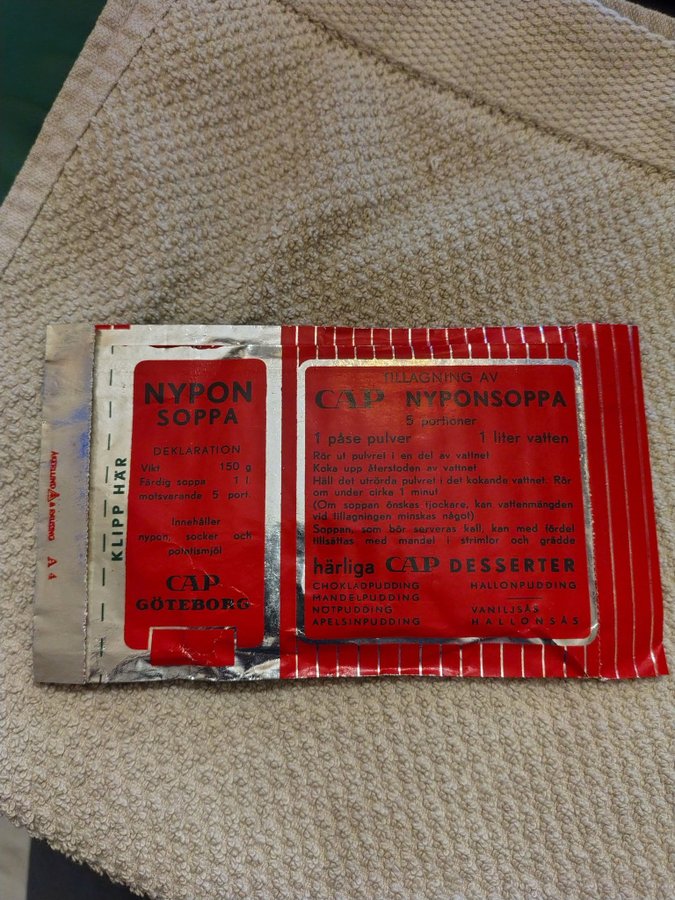 ÅKERLUND & RAUSING
A 4
KLIPP HÄR
NYPON
SOPPA
DEKLARATION
Vikt 150 g
Färdig soppa 1 l.
motsvarande 5 port.
Innehåller
nypon, socker och
potatismjöl
CAP
GÖTEBORG
TILLAGNING AV
CAP NYPONSOPPA
5 portioner
1 påse pulver 1 liter vatten
Rör ut pulvret i en del av vattnet
Koka upp återstoden av vattnet
Häll det utrörda pulvret i det kokande vattnet. Rör
om under cirka 1 minut
(Om soppan önskas tjockare, kan vattenmängden
vid tillagningen minskas något)
Soppan, som bör serveras kall, kan med fördel
tillsättas med mandel i strimlor och grädde
härliga CAP DESSERTER
CHOKLADPUDDING HALLONPUDDING
MANDELPUDDING
NÖTPUDDING VANILJSÅS
APELSINPUDDING HALLONSÅS